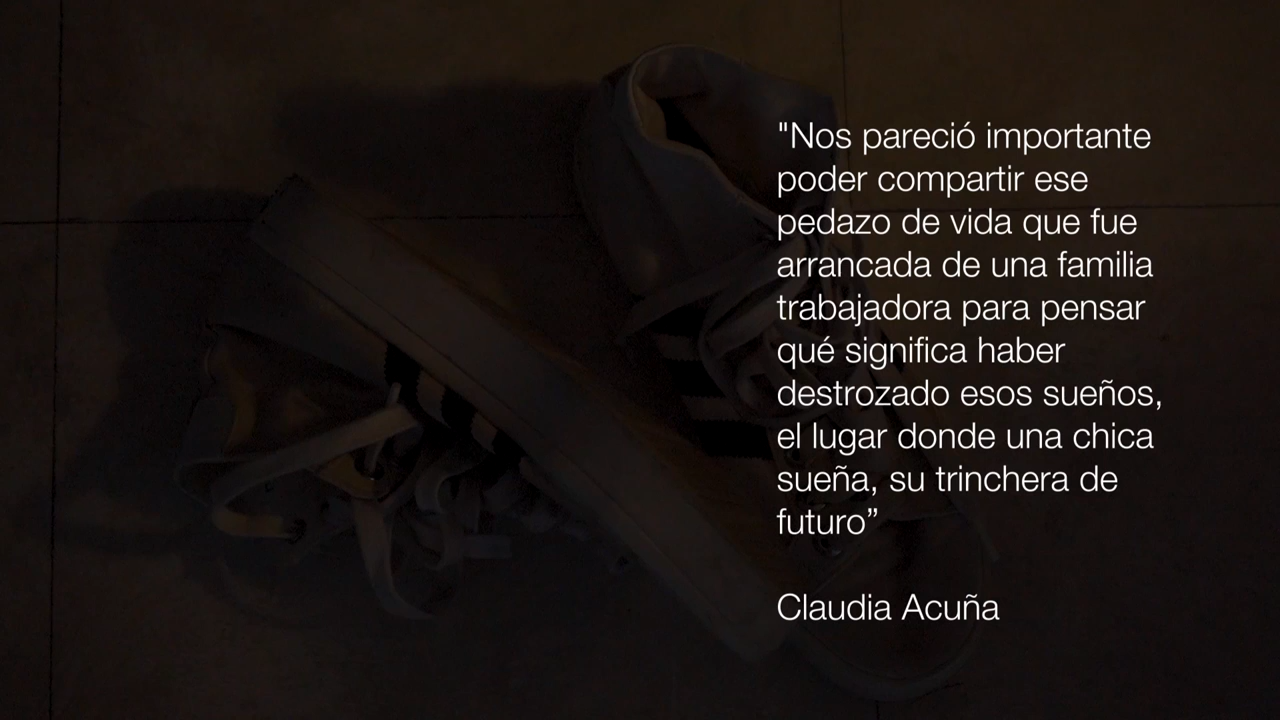 "Nos pareció importante
poder compartir ese
pedazo de vida que fue
arrancada de una familia
trabajadora para pensar
qué significa haber
destrozado esos sueños,
el lugar donde una chica
sueña, su trinchera de
futuro”
Claudia Acuña